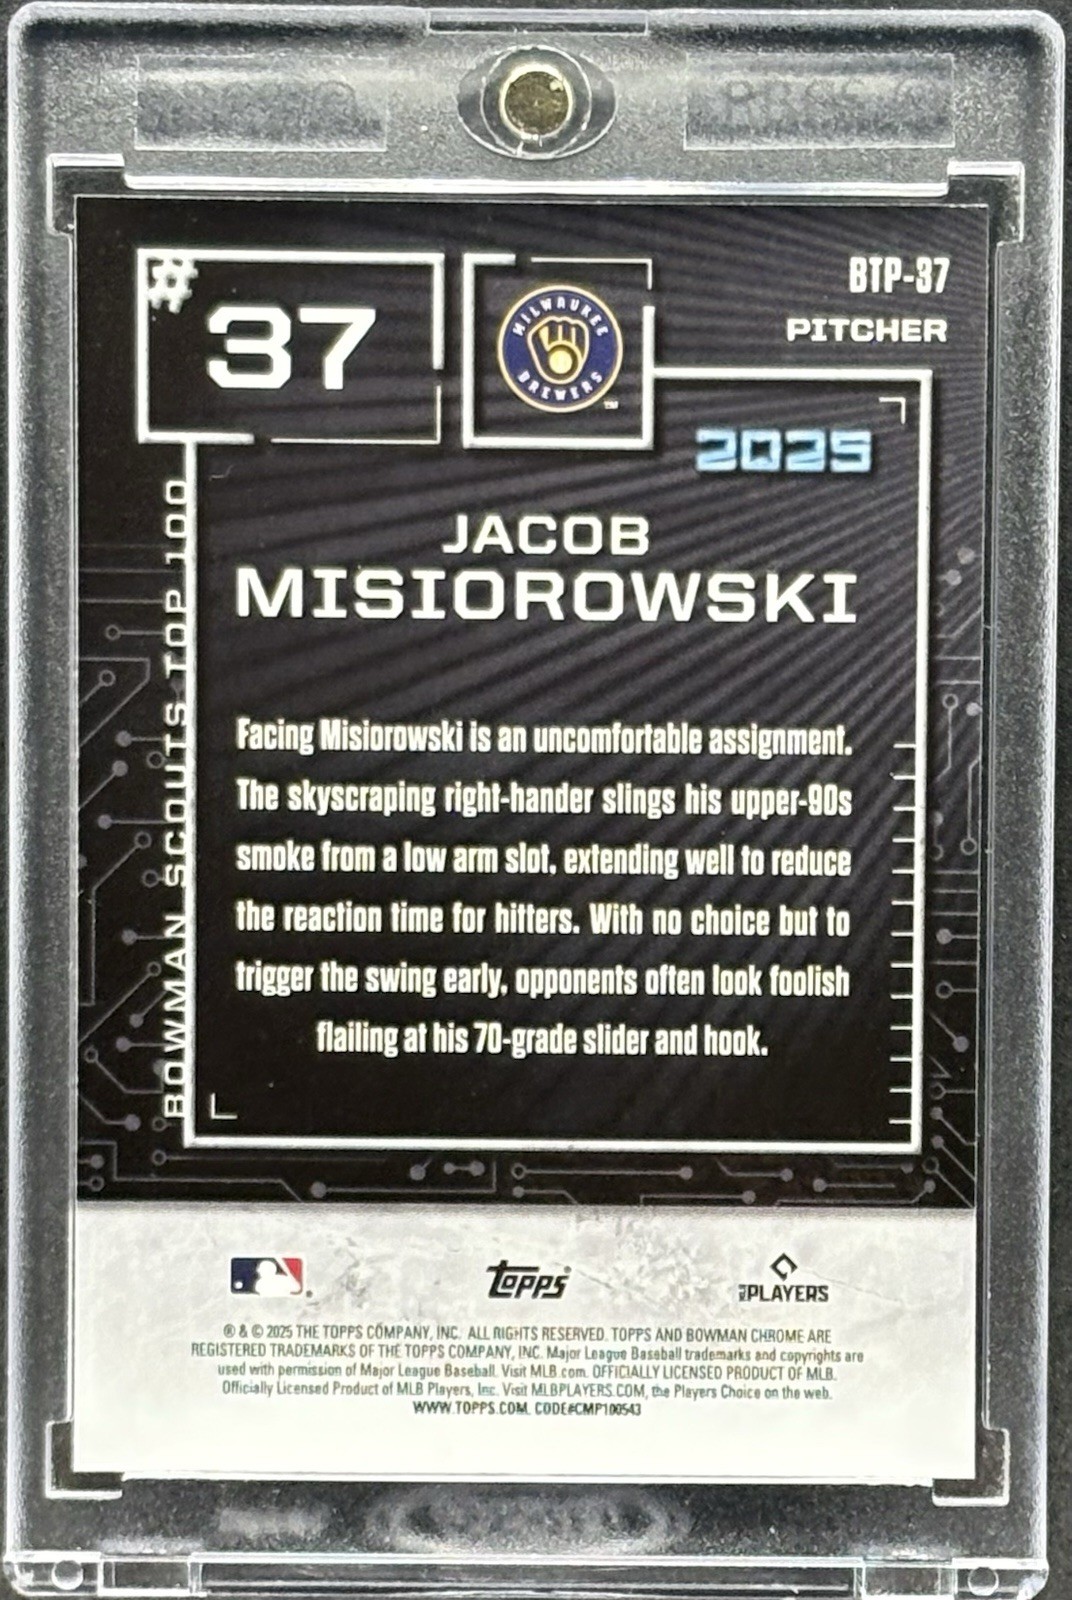 #
37
MILWAUKEE
BREWERS
™
BTP-37
PITCHER
2025
BOWMAN SCOUTS TOP 100
JACOB
MISIOROWSKI
Facing Misiorowski is an uncomfortable assignment.
The skyscraping right-hander slings his upper-90s
smoke from a low arm slot, extending well to reduce
the reaction time for hitters. With no choice but to
trigger the swing early, opponents often look foolish
flailing at his 70-grade slider and hook.
Topps
PLAYERS
® & © 2025 THE TOPPS COMPANY, INC. ALL RIGHTS RESERVED. TOPPS AND BOWMAN CHROME ARE
REGISTERED TRADEMARKS OF THE TOPPS COMPANY, INC. Major League Baseball trademarks and copyrights are
used with permission of Major League Baseball. Visit MLB.com. OFFICIALLY LICENSED PRODUCT OF MLB.
Officially Licensed Product of MLB Players, Inc. Visit MLBPLAYERS.COM, the Players Choice on the web.
WWW.TOPPS.COM. CODE#CMP100543